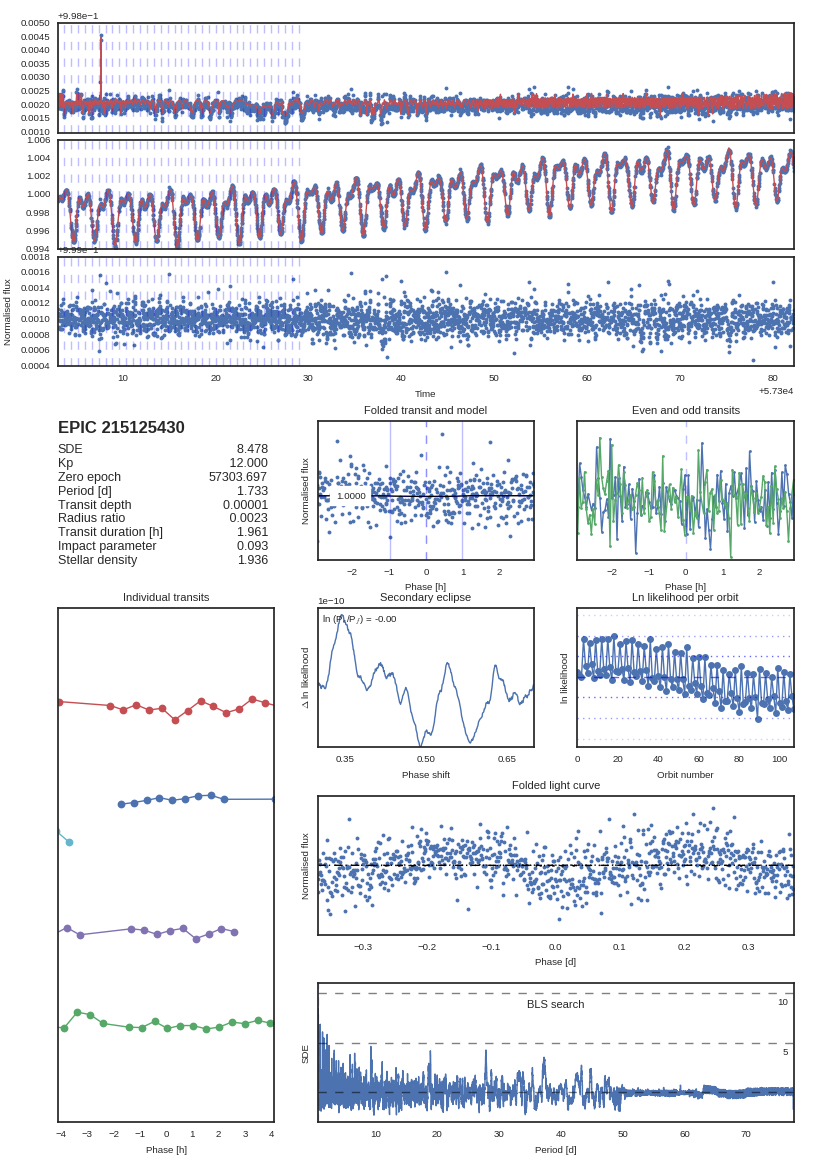 +9.98e−1
0.0050
0.0045
0.0040
0.0035
0.0030
0.0025
0.0020
0.0015
0.0010
1.006
1.004
1.002
1.000
0.998
0.996
0.994
+9.99e−1
0.0018
0.0016
0.0014
0.0012
0.0010
0.0008
0.0006
0.0004
Normalised flux
10 20 30 40 50 60 70 80
Time
+5.73e4
EPIC 215125430
SDE 8.478
Kp 12.000
Zero epoch 57303.697
Period [d] 1.733
Transit depth 0.00001
Radius ratio 0.0023
Transit duration [h] 1.961
Impact parameter 0.093
Stellar density 1.936
Folded transit and model
Normalised flux
1.0000
−2 −1 0 1 2
Phase [h]
Even and odd transits
−2 −1 0 1 2
Phase [h]
Individual transits
−4 −3 −2 −1 0 1 2 3 4
Phase [h]
Secondary eclipse
1e−10
Δ ln likelihood
0.35 0.50 0.65
Phase shift
Ln likelihood per orbit
ln likelihood
0 20 40 60 80 100
Orbit number
Folded light curve
Normalised flux
−0.3 −0.2 −0.1 0.0 0.1 0.2 0.3
Phase [d]
BLS search
10
5
SDE
10 20 30 40 50 60 70
Period [d]